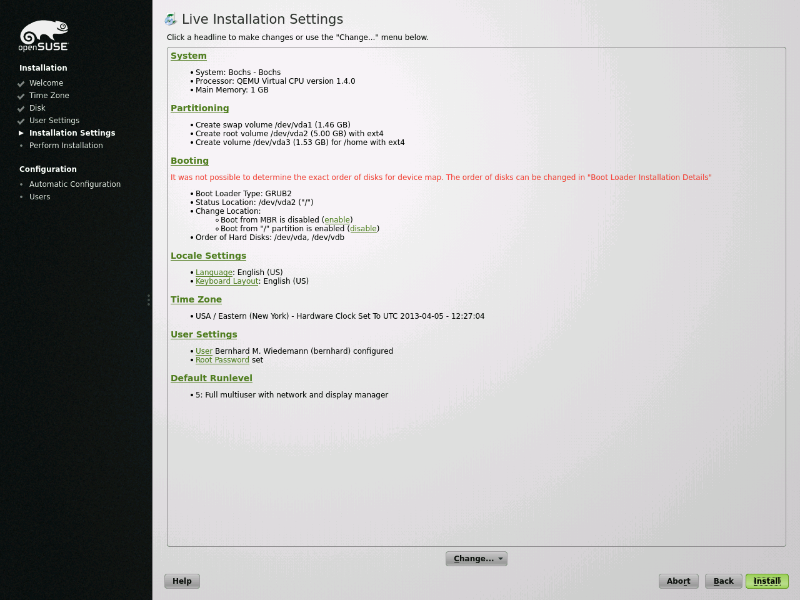 openSUSE
Installation
Welcome
Time Zone
Disk
User Settings
Installation Settings
Perform Installation
Configuration
Automatic Configuration
Users
Live Installation Settings
Click a headline to make changes or use the "Change..." menu below.
System
System: Bochs - Bochs
Processor: QEMU Virtual CPU version 1.4.0
Main Memory: 1 GB
Partitioning
Create swap volume /dev/vda1 (1.46 GB)
Create root volume /dev/vda2 (5.00 GB) with ext4
Create volume /dev/vda3 (1.53 GB) for /home with ext4
Booting
It was not possible to determine the exact order of disks for device map. The order of disks can be changed in "Boot Loader Installation Details"
Boot Loader Type: GRUB2
Status Location: /dev/vda2 ("/")
Change Location:
Boot from MBR is disabled (enable)
Boot from "/" partition is enabled (disable)
Order of Hard Disks: /dev/vda, /dev/vdb
Locale Settings
Language: English (US)
Keyboard Layout: English (US)
Time Zone
USA / Eastern (New York) - Hardware Clock Set To UTC 2013-04-05 - 12:27:04
User Settings
User Bernhard M. Wiedemann (bernhard) configured
Root Password set
Default Runlevel
5: Full multiuser with network and display manager
Change...
Help Abort Back Install